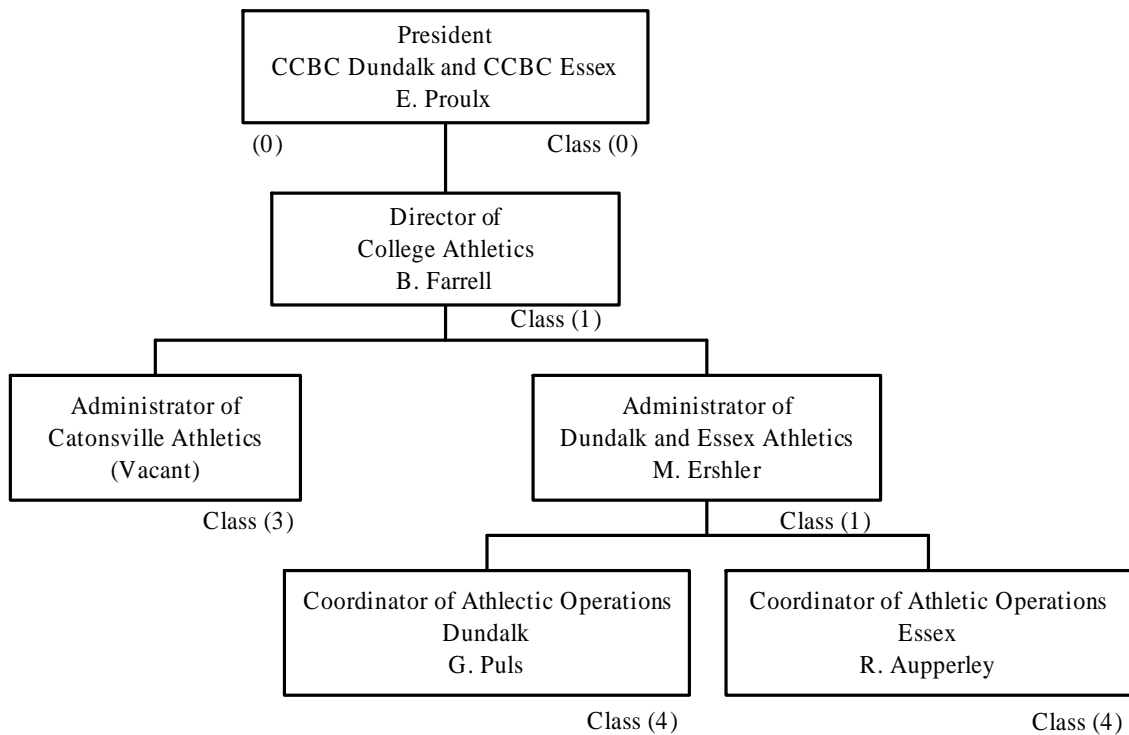 President
CCBC Dundalk and CCBC Essex
E. Proulx
(0)
Class (0)
Director of
College Athletics
B. Farrell
Class (1)
Administrator of
Catonsville Athletics
(Vacant)
Class (3)
Administrator of
Dundalk and Essex Athletics
M. Ershler
Class (1)
Coordinator of Athlectic Operations
Dundalk
G. Puls
Class (4)
Coordinator of Athletic Operations
Essex
R. Aupperley
Class (4)